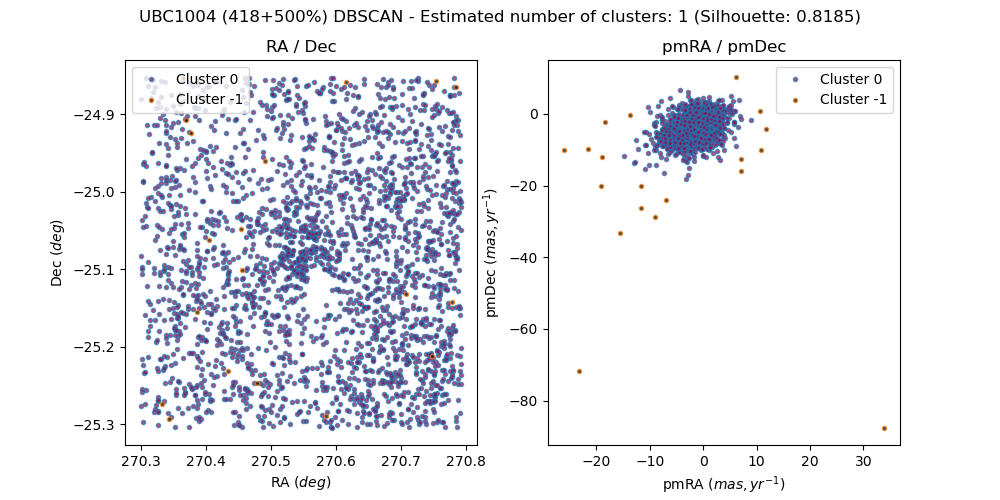 UBC1004 (418+500%) DBSCAN - Estimated number of clusters: 1 (Silhouette: 0.8185)
RA / Dec
Cluster 0
Cluster -1
−24.9
−25.0
−25.1
−25.2
−25.3
Dec (deg)
270.3 270.4 270.5 270.6 270.7 270.8
RA (deg)
pmRA / pmDec
Cluster 0
Cluster -1
0
−20
−40
−60
−80
pmDec (mas, yr⁻¹)
−20 −10 0 10 20 30
pmRA (mas, yr⁻¹)